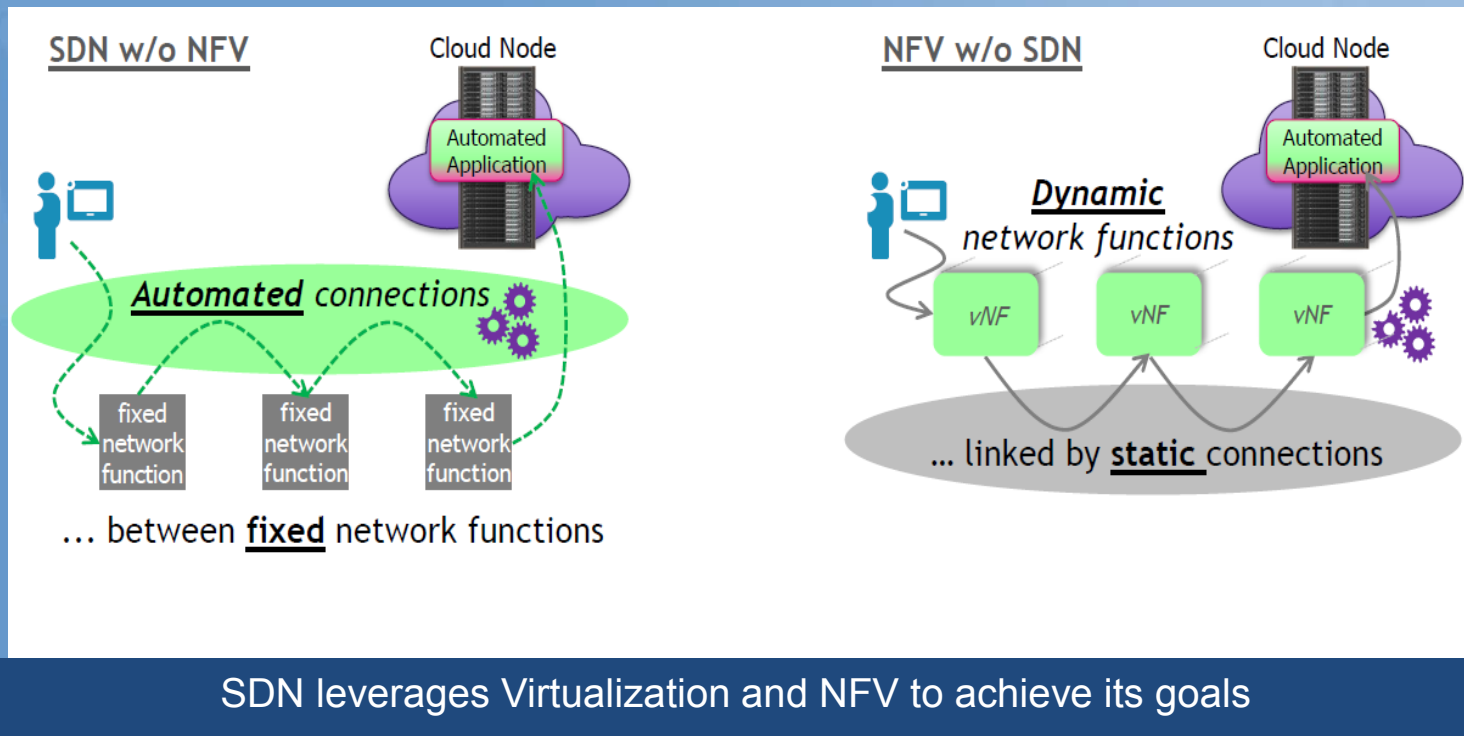 SDN w/o NFV
Cloud Node
Automated
Application
Automated connections
fixed
network
function
fixed
network
function
fixed
network
function
... between fixed network functions
NFV w/o SDN
Cloud Node
Automated
Application
Dynamic
network functions
vNF
vNF
vNF
... linked by static connections
SDN leverages Virtualization and NFV to achieve its goals